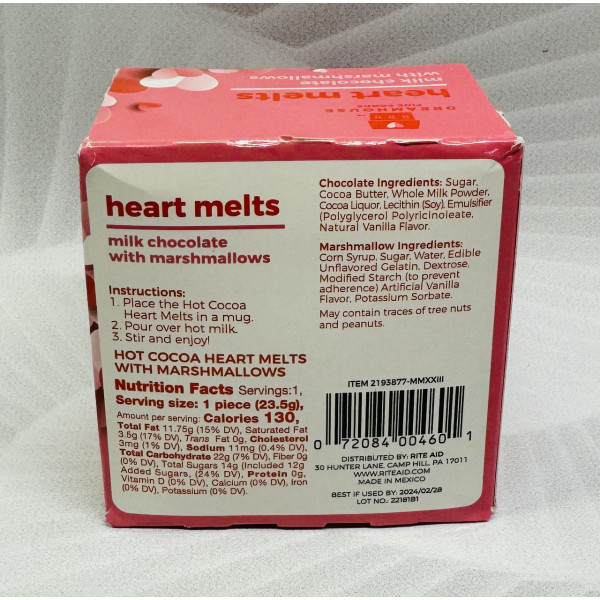 DREAMHOUSE
heart melts
milk chocolate
with marshmallows
heart melts
milk chocolate
with marshmallows
Instructions:
1. Place the Hot Cocoa
Heart Melts in a mug.
2. Pour over hot milk.
3. Stir and enjoy!
HOT COCOA HEART MELTS
WITH MARSHMALLOWS
Nutrition Facts Servings:1,
Serving size: 1 piece (23.5g),
Amount per serving: Calories 130,
Total Fat 11.75g (15% DV), Saturated Fat
3.5g (17% DV), Trans Fat 0g, Cholesterol
3mg (1% DV), Sodium 11mg (0.4% DV),
Total Carbohydrate 22g (7% DV), Fiber 0g
(0% DV), Total Sugars 14g (Included 12g
Added Sugars, (24% DV), Protein 0g,
Vitamin D (0% DV), Calcium (0% DV), Iron
(0% DV), Potassium (0% DV).
Chocolate Ingredients: Sugar,
Cocoa Butter, Whole Milk Powder,
Cocoa Liquor, Lecithin (Soy), Emulsifier
(Polyglycerol Polyricinoleate,
Natural Vanilla Flavor.
Marshmallow Ingredients:
Corn Syrup, Sugar, Water, Edible
Unflavored Gelatin, Dextrose,
Modified Starch (to prevent
adherence) Artificial Vanilla
Flavor, Potassium Sorbate.
May contain traces of tree nuts
and peanuts.
ITEM 2193877-MMXXIII
0 72084 00460 1
DISTRIBUTED BY: RITE AID
30 HUNTER LANE, CAMP HILL, PA 17011
WWW.RITEAID.COM
MADE IN MEXICO
BEST IF USED BY: 2024/02/28
LOT NO.: 2218181